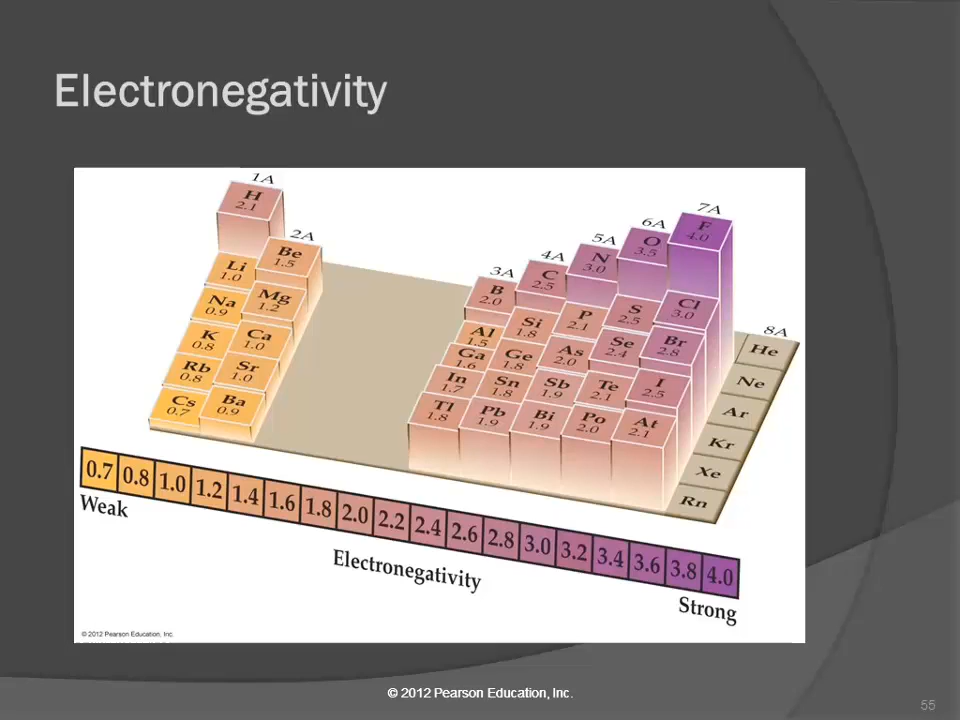 Electronegativity
1A
H
2.1
2A
Be
1.5
Li
1.0
Mg
1.2
Na
0.9
Ca
1.0
K
0.8
Sr
1.0
Rb
0.8
Ba
0.9
Cs
0.7
3A
4A
5A
6A
7A
8A
B
2.0
C
2.5
N
3.0
O
3.5
F
4.0
He
Al
1.5
Si
1.8
P
2.1
S
2.5
Cl
3.0
Ne
Ga
1.6
Ge
1.8
As
2.0
Se
2.4
Br
2.8
Ar
In
1.7
Sn
1.8
Sb
1.9
Te
2.1
I
2.5
Kr
Tl
1.8
Pb
1.9
Bi
1.9
Po
2.0
At
2.1
Xe
Rn
0.7 0.8 1.0 1.2 1.4 1.6 1.8 2.0 2.2 2.4 2.6 2.8 3.0 3.2 3.4 3.6 3.8 4.0
Weak
Electronegativity
Strong
© 2012 Pearson Education, Inc.
© 2012 Pearson Education, Inc.
55